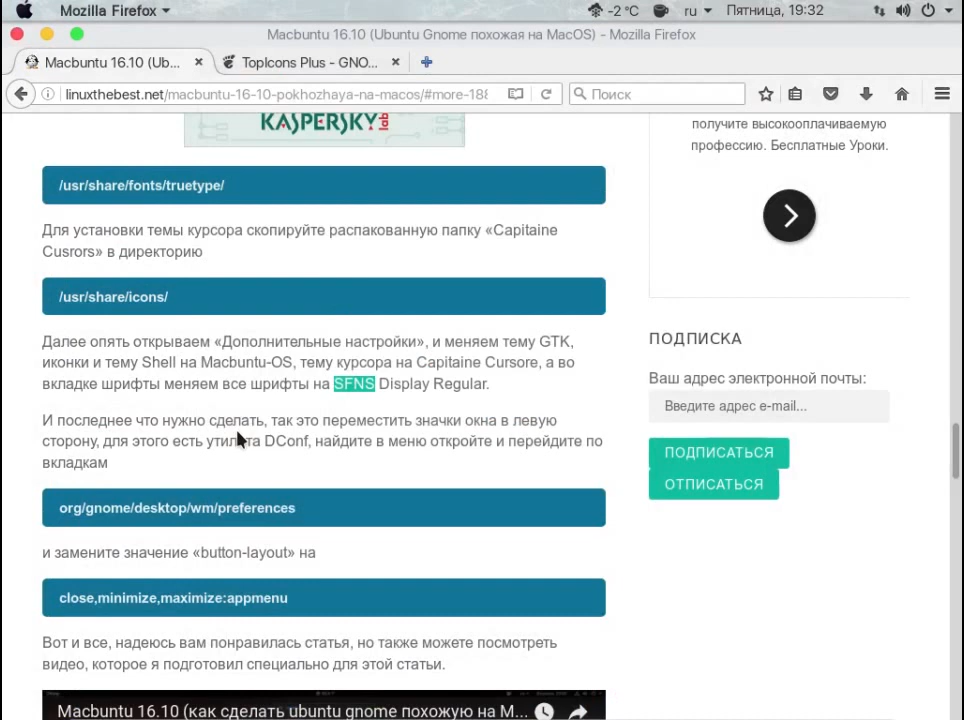 Mozilla Firefox
-2 °C
ru
Пятница, 19:32
Macbuntu 16.10 (Ubuntu Gnome похожая на MacOS) - Mozilla Firefox
Macbuntu 16.10 (Ub...
TopIcons Plus - GNO...
linuxthebest.net/macbuntu-16-10-pokhozhaya-na-macos/#more-188
Поиск
KASPERSKY lab
/usr/share/fonts/truetype/
Для установки темы курсора скопируйте распакованную папку «Capitaine
Cusrors» в директорию
/usr/share/icons/
Далее опять открываем «Дополнительные настройки», и меняем тему GTK,
иконки и тему Shell на Macbuntu-OS, тему курсора на Capitaine Cursore, а во
вкладке шрифты меняем все шрифты на SFNS Display Regular.
И последнее что нужно сделать, так это переместить значки окна в левую
сторону, для этого есть утилита DConf, найдите в меню откройте и перейдите по
вкладкам
org/gnome/desktop/wm/preferences
и замените значение «button-layout» на
close,minimize,maximize:appmenu
Вот и все, надеюсь вам понравилась статья, но также можете посмотреть
видео, которое я подготовил специально для этой статьи.
Macbuntu 16.10 (как сделать ubuntu gnome похожую на M...
получите высокооплачиваемую
профессию. Бесплатные Уроки.
ПОДПИСКА
Ваш адрес электронной почты:
Введите адрес e-mail...
ПОДПИСАТЬСЯ
ОТПИСАТЬСЯ